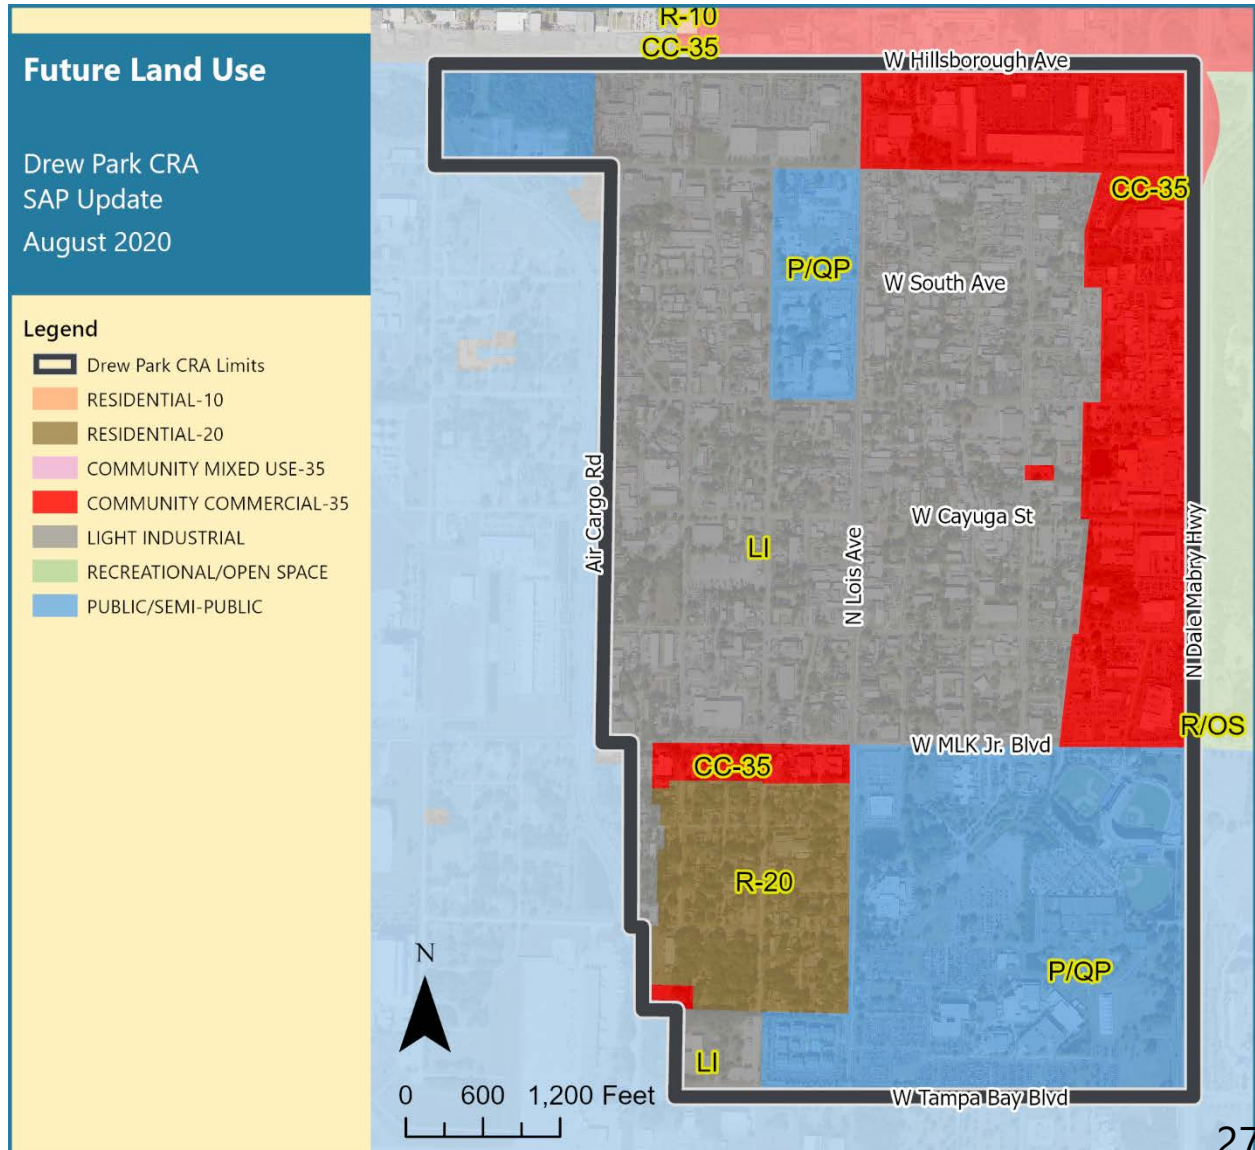 Future Land Use
Drew Park CRA
SAP Update
August 2020
Legend
Drew Park CRA Limits
RESIDENTIAL-10
RESIDENTIAL-20
COMMUNITY MIXED USE-35
COMMUNITY COMMERCIAL-35
LIGHT INDUSTRIAL
RECREATIONAL/OPEN SPACE
PUBLIC/SEMI-PUBLIC
R-10
CC-35
W Hillsborough Ave
CC-35
P/QP
W South Ave
Air Cargo Rd
W Cayuga St
LI
N Lois Ave
N Dale Mabry Hwy
R/OS
W MLK Jr. Blvd
CC-35
R-20
P/QP
N
LI
0 600 1,200 Feet
W Tampa Bay Blvd
27